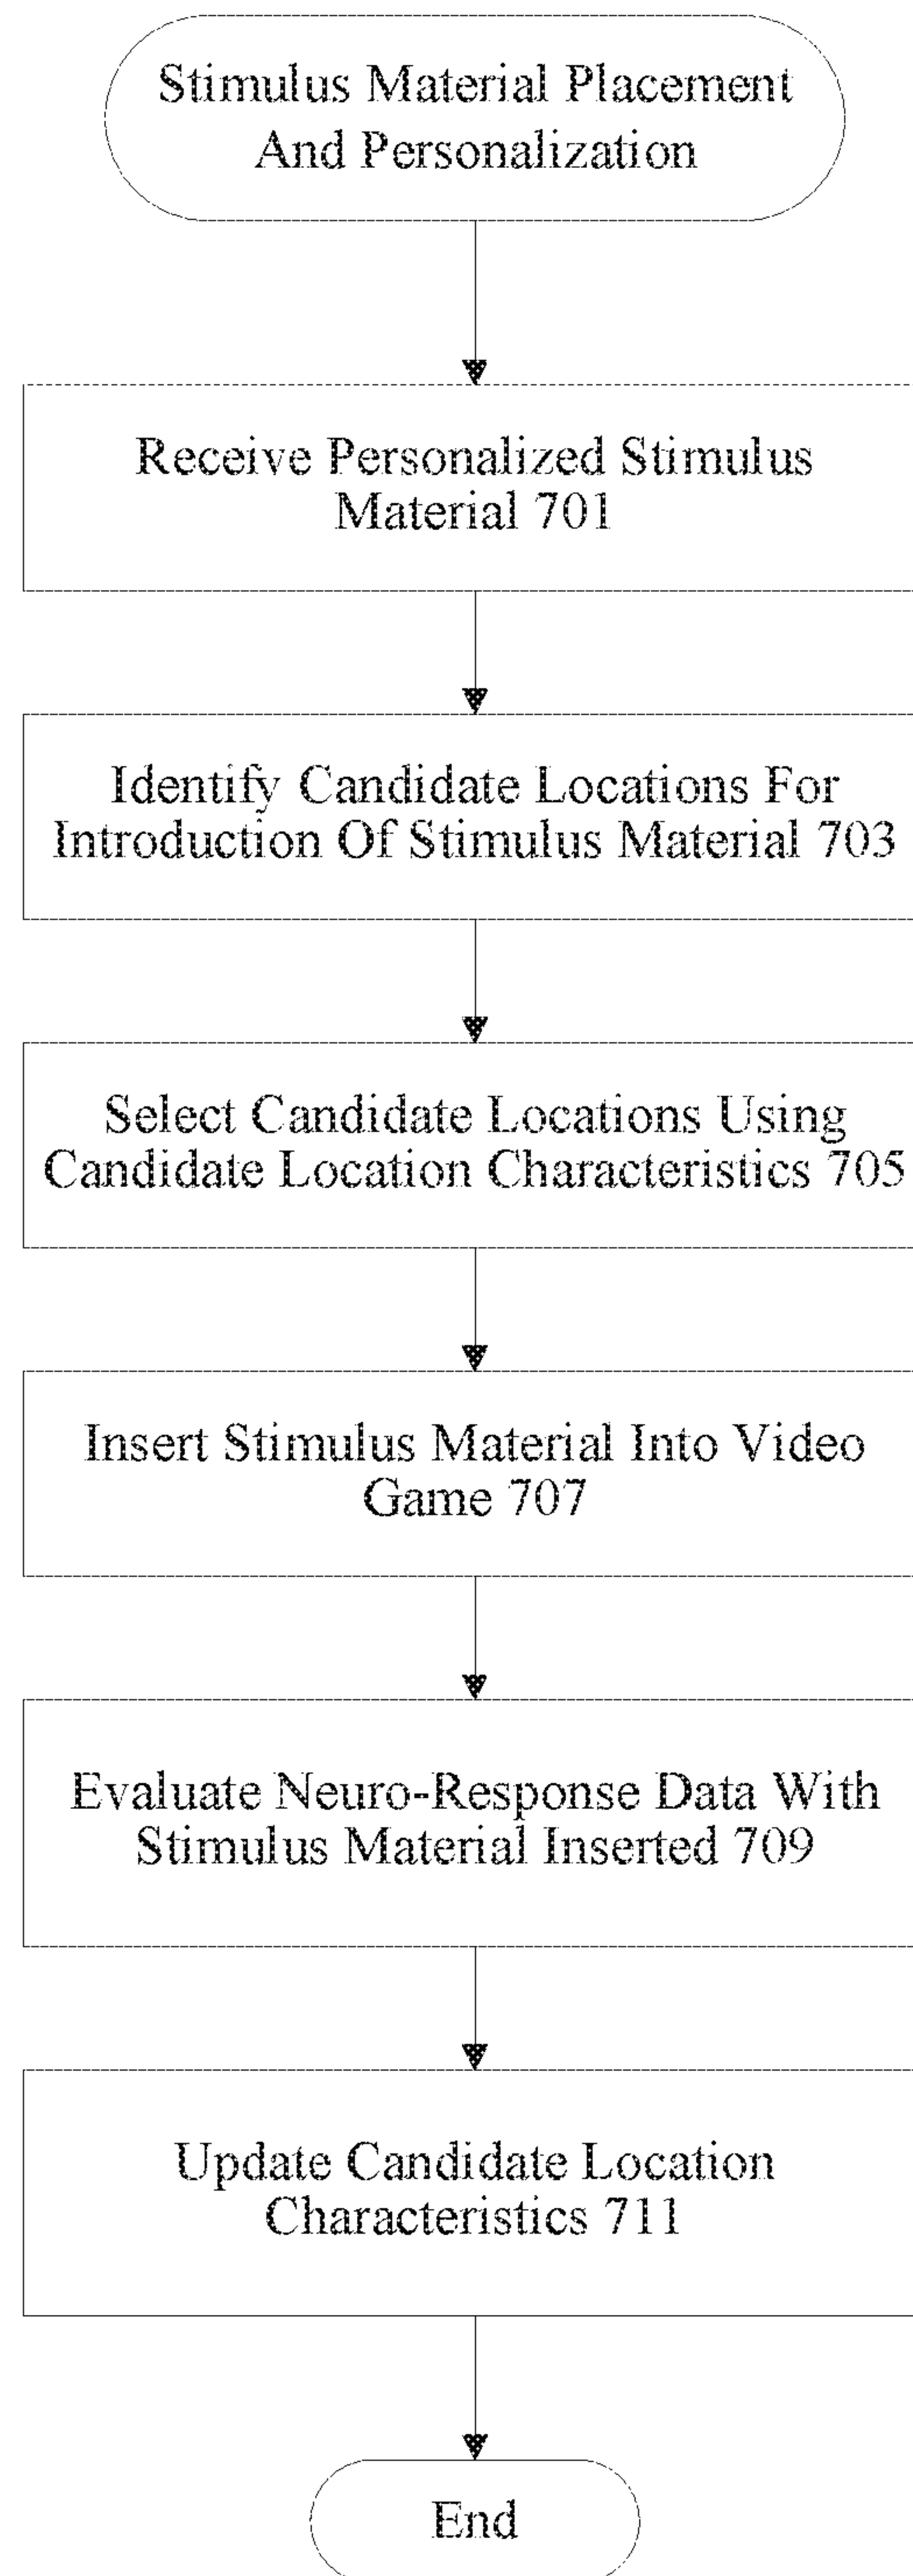 Stimulus Material Placement
And Personalization
Receive Personalized Stimulus
Material 701
Identify Candidate Locations For
Introduction Of Stimulus Material 703
Select Candidate Locations Using
Candidate Location Characteristics 705
Insert Stimulus Material Into Video
Game 707
Evaluate Neuro-Response Data With
Stimulus Material Inserted 709
Update Candidate Location
Characteristics 711
End